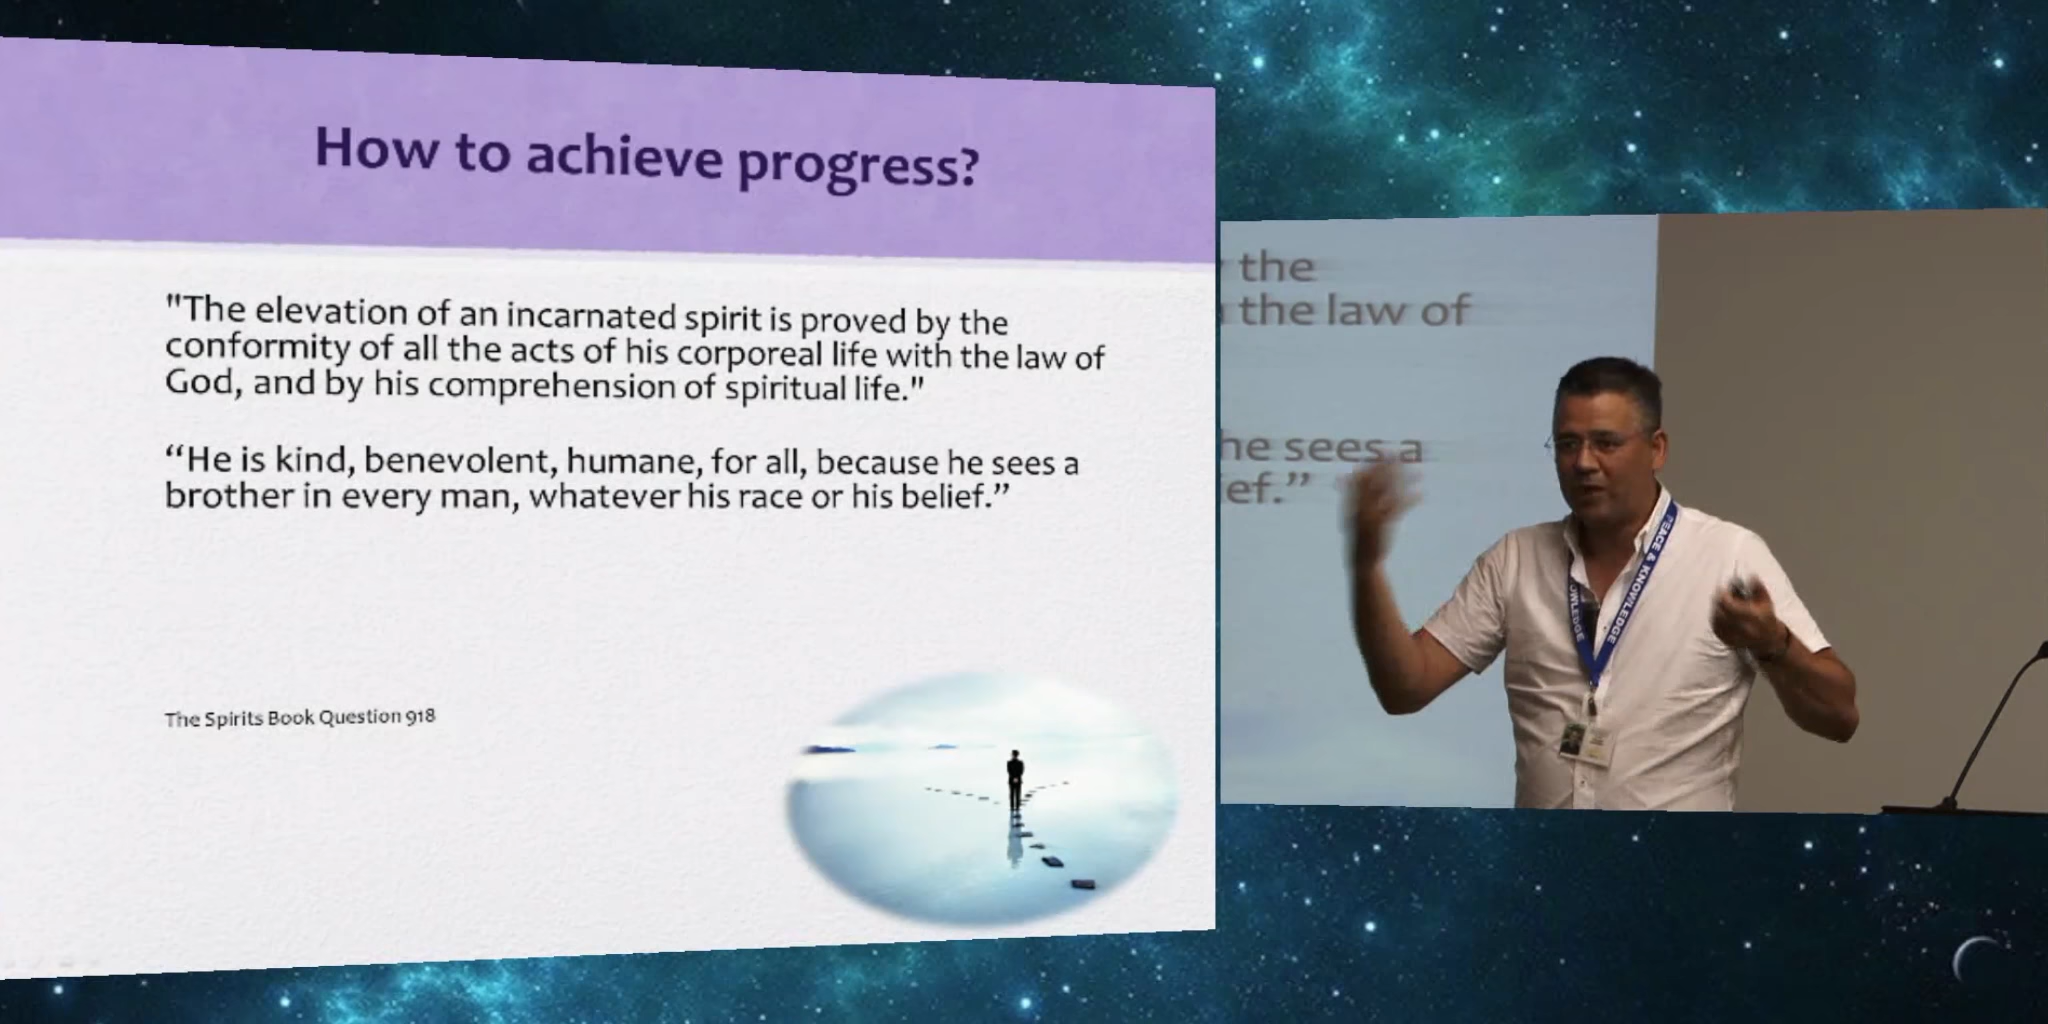 How to achieve progress?
"The elevation of an incarnated spirit is proved by the
conformity of all the acts of his corporeal life with the law of
God, and by his comprehension of spiritual life."
“He is kind, benevolent, humane, for all, because he sees a
brother in every man, whatever his race or his belief.”
The Spirits Book Question 918
the
the law of
he sees a
ef.”
PEACE & KNOWLEDGE
OWLEDGE